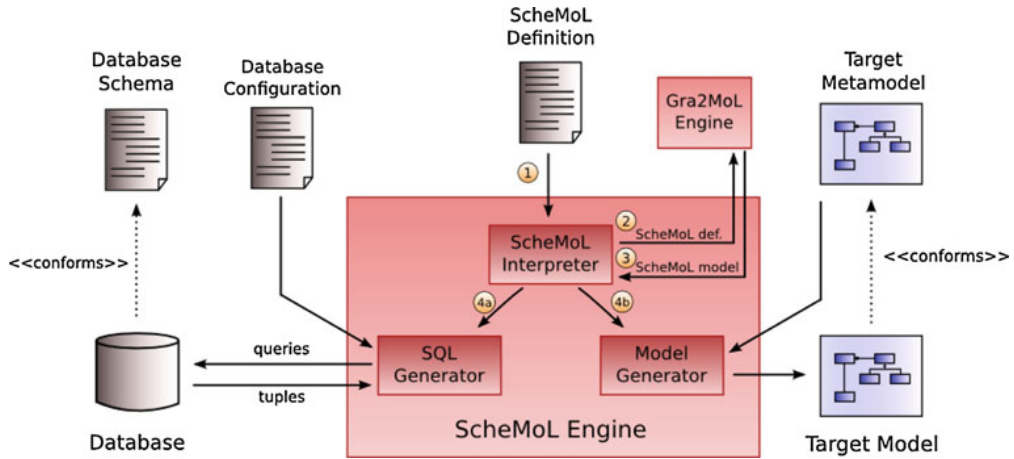 ScheMoL
Definition
Database
Schema
Database
Configuration
Target
Metamodel
Gra2MoL
Engine
1
2
ScheMoL def.
<<conforms>>
ScheMoL
Interpreter
3
ScheMoL model
<<conforms>>
4a
4b
queries
SQL
Generator
Model
Generator
tuples
Database
ScheMoL Engine
Target Model